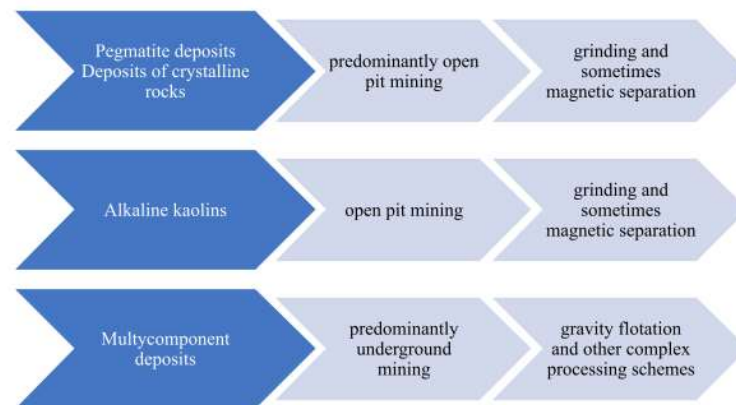 Pegmatite deposits
Deposits of crystalline
rocks
predominantly open
pit mining
grinding and
sometimes
magnetic separation
Alkaline kaolins
open pit mining
grinding and
sometimes
magnetic separation
Multycomponent
deposits
predominantly
underground
mining
gravity flotation
and other complex
processing schemes